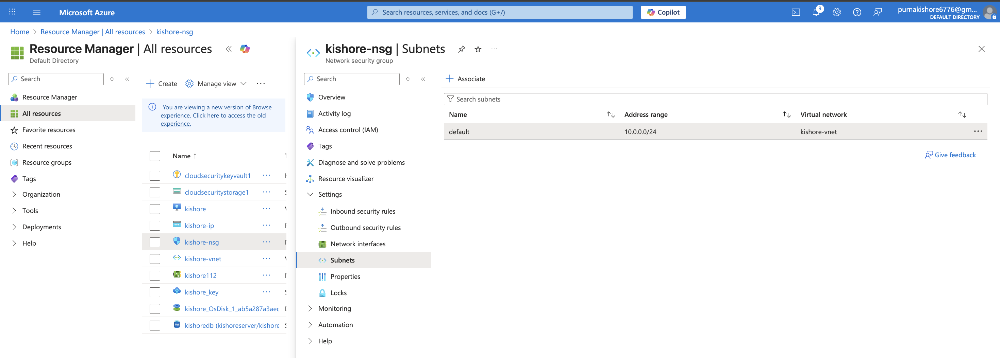 Microsoft Azure
Search resources, services, and docs (G+/)
Copilot
9
purnakishore6776@gm...
DEFAULT DIRECTORY
Home > Resource Manager | All resources > kishore-nsg
Resource Manager | All resources
Default Directory
Search
Resource Manager
All resources
Favorite resources
Recent resources
Resource groups
Tags
Organization
Tools
Deployments
Help
Create
Manage view
You are viewing a new version of Browse
experience. Click here to access the old
experience.
Name ↑
cloudsecuritykeyvault1
cloudsecuritystorage1
kishore
kishore-ip
kishore-nsg
kishore-vnet
kishore112
kishore_key
kishore_OsDisk_1_ab5a287a3aec
kishoredb (kishoreserver/kishore
kishore-nsg | Subnets
Network security group
Search
Overview
Activity log
Access control (IAM)
Tags
Diagnose and solve problems
Resource visualizer
Settings
Inbound security rules
Outbound security rules
Network interfaces
Subnets
Properties
Locks
Monitoring
Automation
Help
Associate
Search subnets
Name Address range Virtual network
default 10.0.0.0/24 kishore-vnet
Give feedback